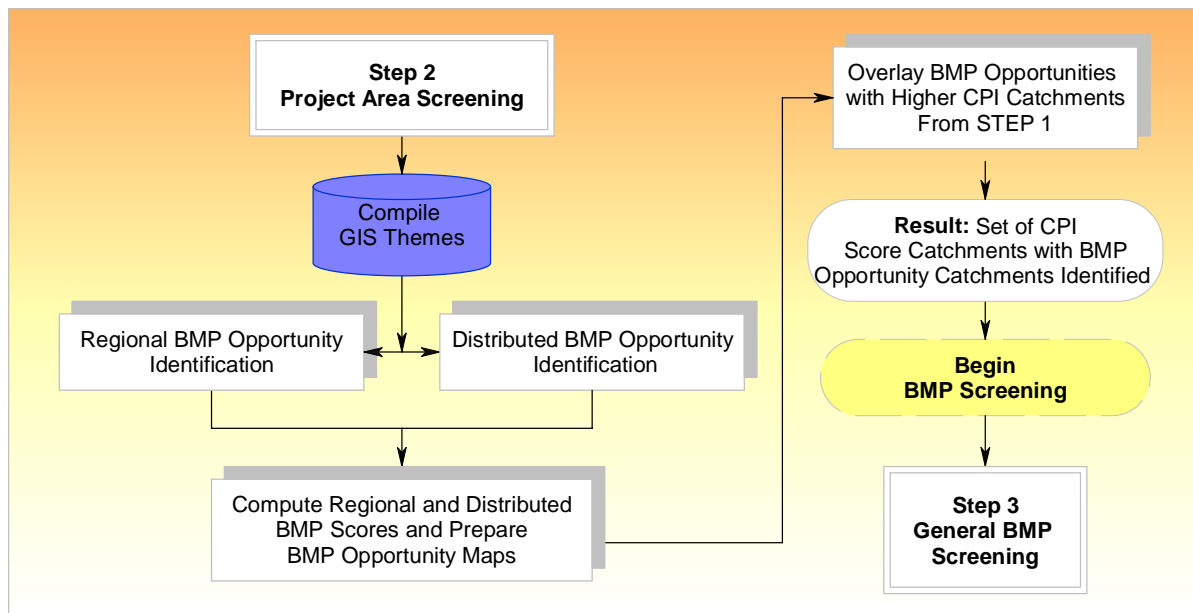 Step 2
Project Area Screening
Compile
GIS Themes
Regional BMP Opportunity
Identification
Distributed BMP Opportunity
Identification
Compute Regional and Distributed
BMP Scores and Prepare
BMP Opportunity Maps
Overlay BMP Opportunities
with Higher CPI Catchments
From STEP 1
Result: Set of CPI
Score Catchments with BMP
Opportunity Catchments Identified
Begin
BMP Screening
Step 3
General BMP
Screening